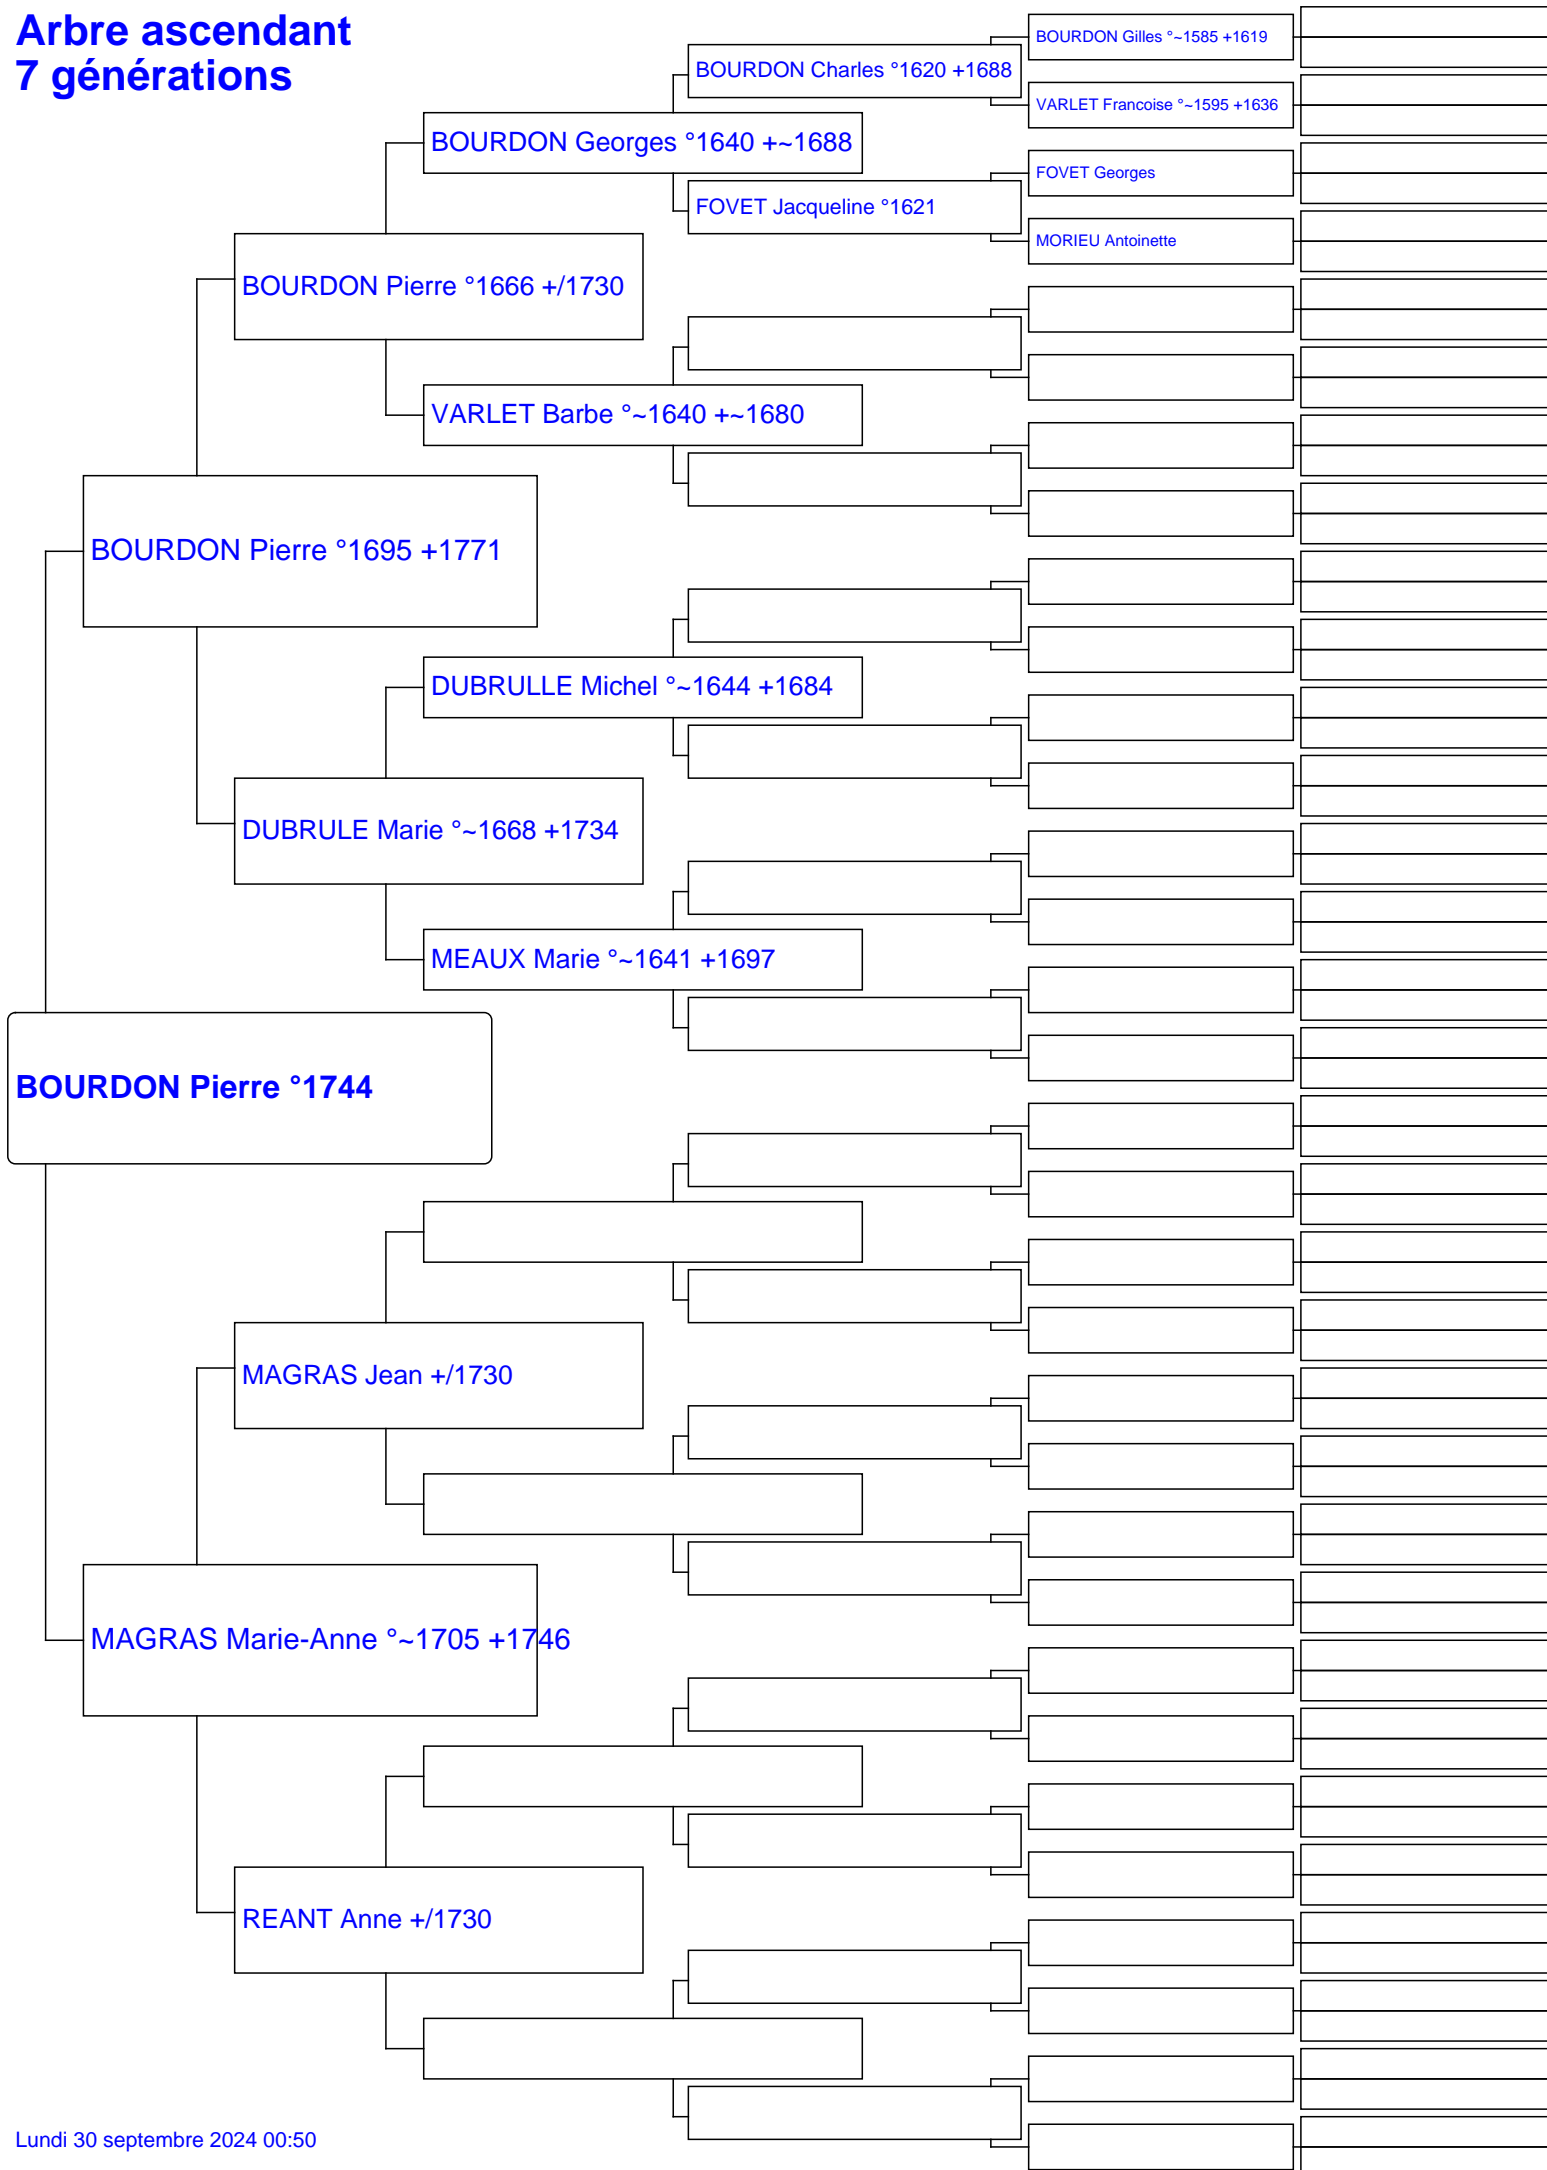 Arbre ascendant
7 générations
BOURDON Gilles °~1585 +1619
BOURDON Charles °1620 +1688
VARLET Francoise °~1595 +1636
BOURDON Georges °1640 +~1688
FOVET Georges
FOVET Jacqueline °1621
MORIEU Antoinette
BOURDON Pierre °1666 +/1730
VARLET Barbe °~1640 +~1680
BOURDON Pierre °1695 +1771
DUBRULLE Michel °~1644 +1684
DUBRULE Marie °~1668 +1734
MEAUX Marie °~1641 +1697
BOURDON Pierre °1744
MAGRAS Jean +/1730
MAGRAS Marie-Anne °~1705 +1746
REANT Anne +/1730
Lundi 30 septembre 2024 00:50